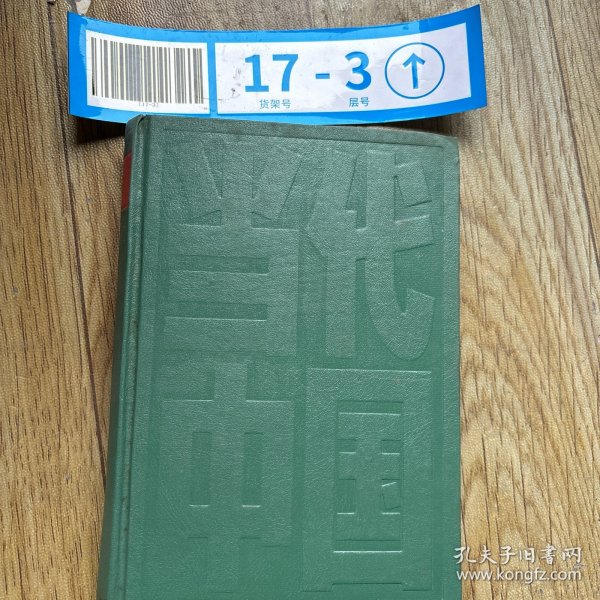 17-3
货架号 层号
当代
中国
孔夫子旧书网
www.kongfz.com